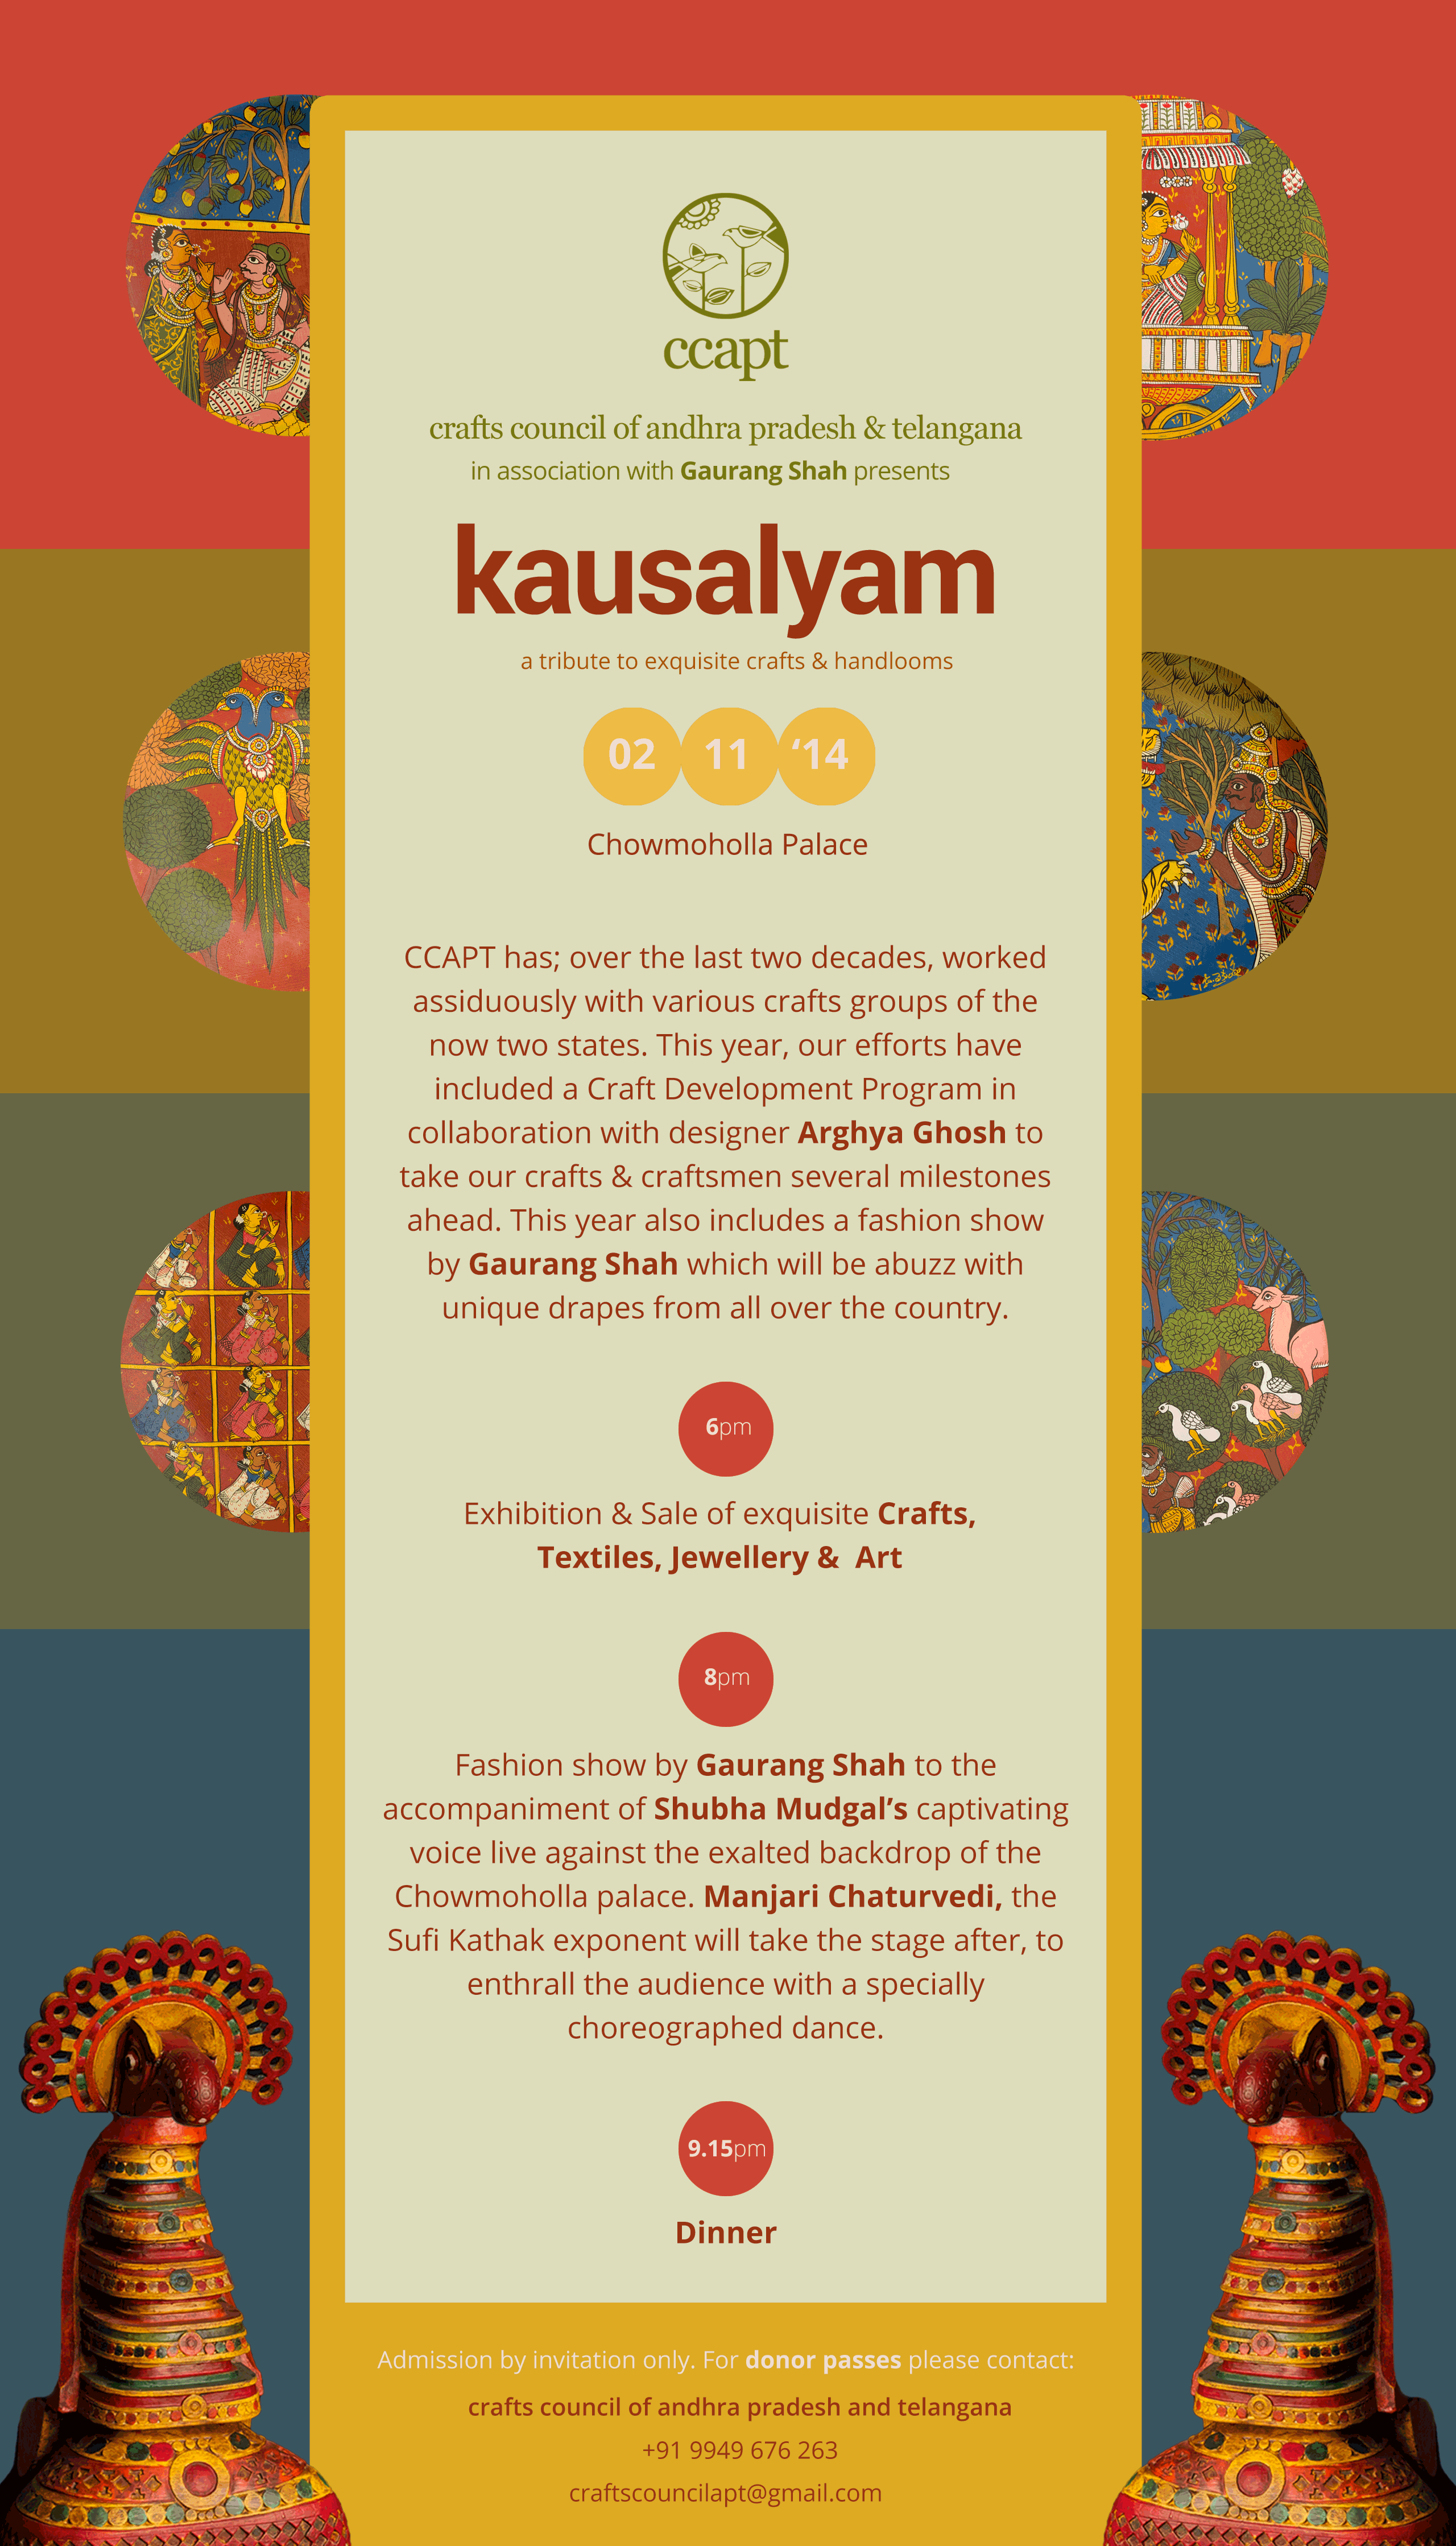 ccapt
crafts council of andhra pradesh & telangana
in association with Gaurang Shah presents
kausalyam
a tribute to exquisite crafts & handlooms
02 11 ‘14
Chowmoholla Palace
CCAPT has; over the last two decades, worked
assiduously with various crafts groups of the
now two states. This year, our efforts have
included a Craft Development Program in
collaboration with designer Arghya Ghosh to
take our crafts & craftsmen several milestones
ahead. This year also includes a fashion show
by Gaurang Shah which will be abuzz with
unique drapes from all over the country.
6pm
Exhibition & Sale of exquisite Crafts,
Textiles, Jewellery & Art
8pm
Fashion show by Gaurang Shah to the
accompaniment of Shubha Mudgal’s captivating
voice live against the exalted backdrop of the
Chowmoholla palace. Manjari Chaturvedi, the
Sufi Kathak exponent will take the stage after, to
enthrall the audience with a specially
choreographed dance.
9.15pm
Dinner
Admission by invitation only. For donor passes please contact:
crafts council of andhra pradesh and telangana
+91 9949 676 263
craftscouncilapt@gmail.com